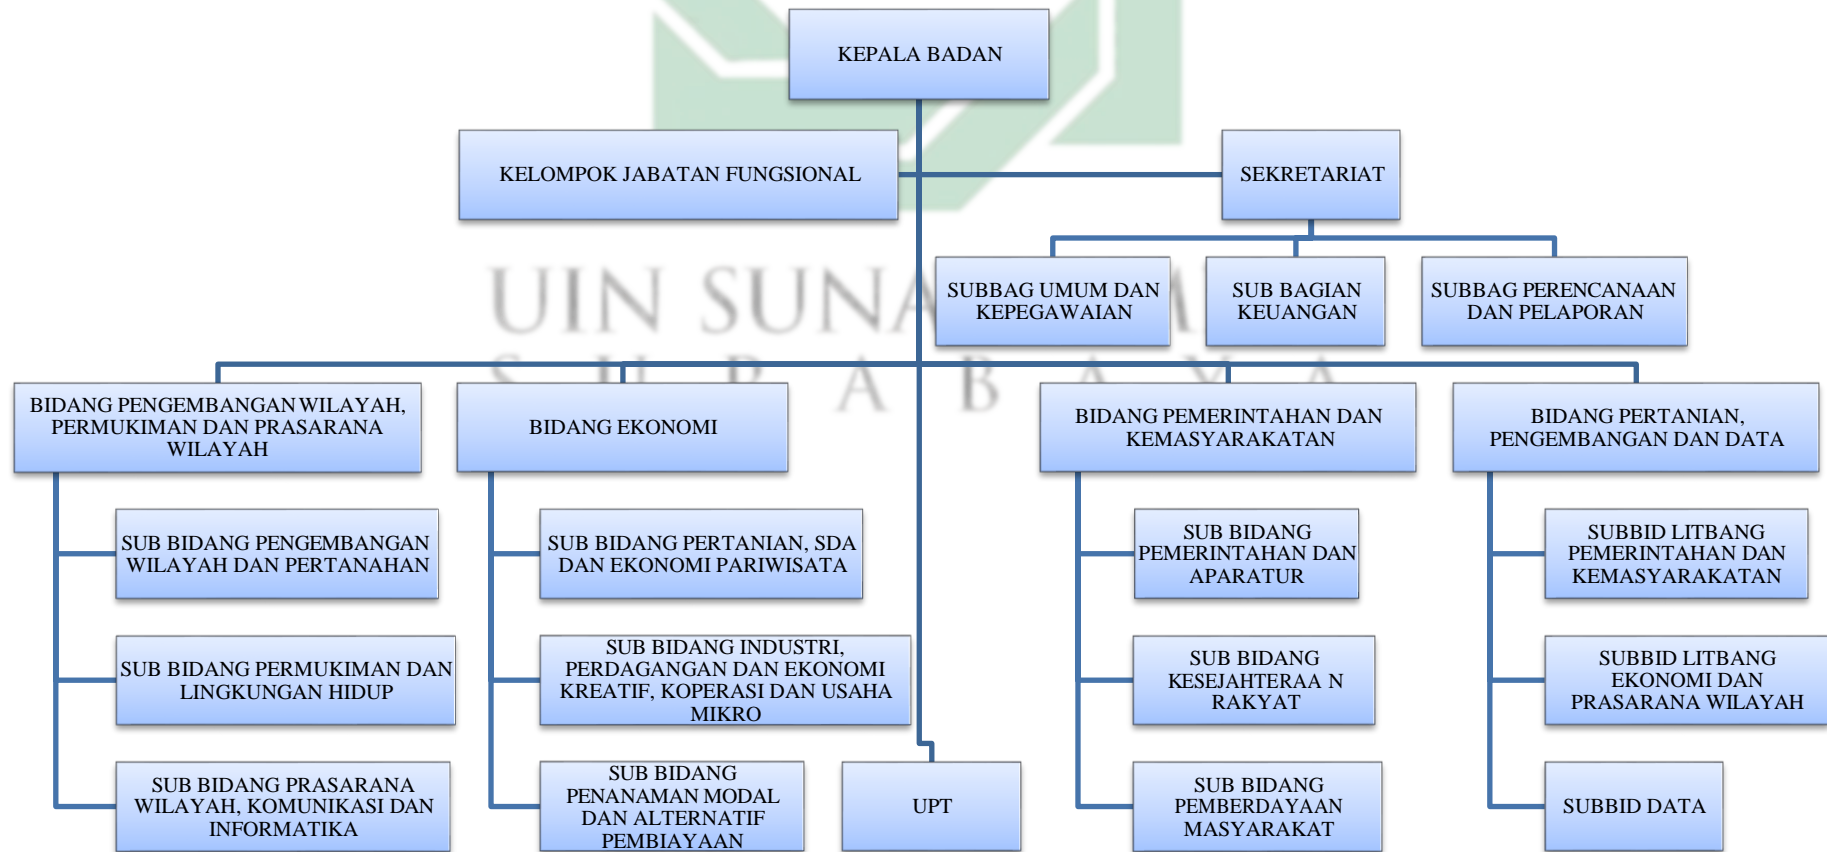 KEPALA BADAN
KELOMPOK JABATAN FUNGSIONAL
SEKRETARIAT
SUBBAG UMUM DAN
KEPEGAWAIAN
SUB BAGIAN
KEUANGAN
SUBBAG PERENCANAAN
DAN PELAPORAN
UIN SUNA
S U R A B A Y A
BIDANG PENGEMBANGAN WILAYAH,
PERMUKIMAN DAN PRASARANA
WILAYAH
BIDANG EKONOMI
BIDANG PEMERINTAHAN DAN
KEMASYARAKATAN
BIDANG PERTANIAN,
PENGEMBANGAN DAN DATA
SUB BIDANG PENGEMBANGAN
WILAYAH DAN PERTANAHAN
SUB BIDANG PERMUKIMAN DAN
LINGKUNGAN HIDUP
SUB BIDANG PRASARANA
WILAYAH, KOMUNIKASI DAN
INFORMATIKA
SUB BIDANG PERTANIAN, SDA
DAN EKONOMI PARIWISATA
SUB BIDANG INDUSTRI,
PERDAGANGAN DAN EKONOMI
KREATIF, KOPERASI DAN USAHA
MIKRO
SUB BIDANG
PENANAMAN MODAL
DAN ALTERNATIF
PEMBIAYAAN
UPT
SUB BIDANG
PEMERINTAHAN DAN
APARATUR
SUB BIDANG
KESEJAHTERAA N
RAKYAT
SUB BIDANG
PEMBERDAYAAN
MASYARAKAT
SUBBID LITBANG
PEMERINTAHAN DAN
KEMASYARAKATAN
SUBBID LITBANG
EKONOMI DAN
PRASARANA WILAYAH
SUBBID DATA